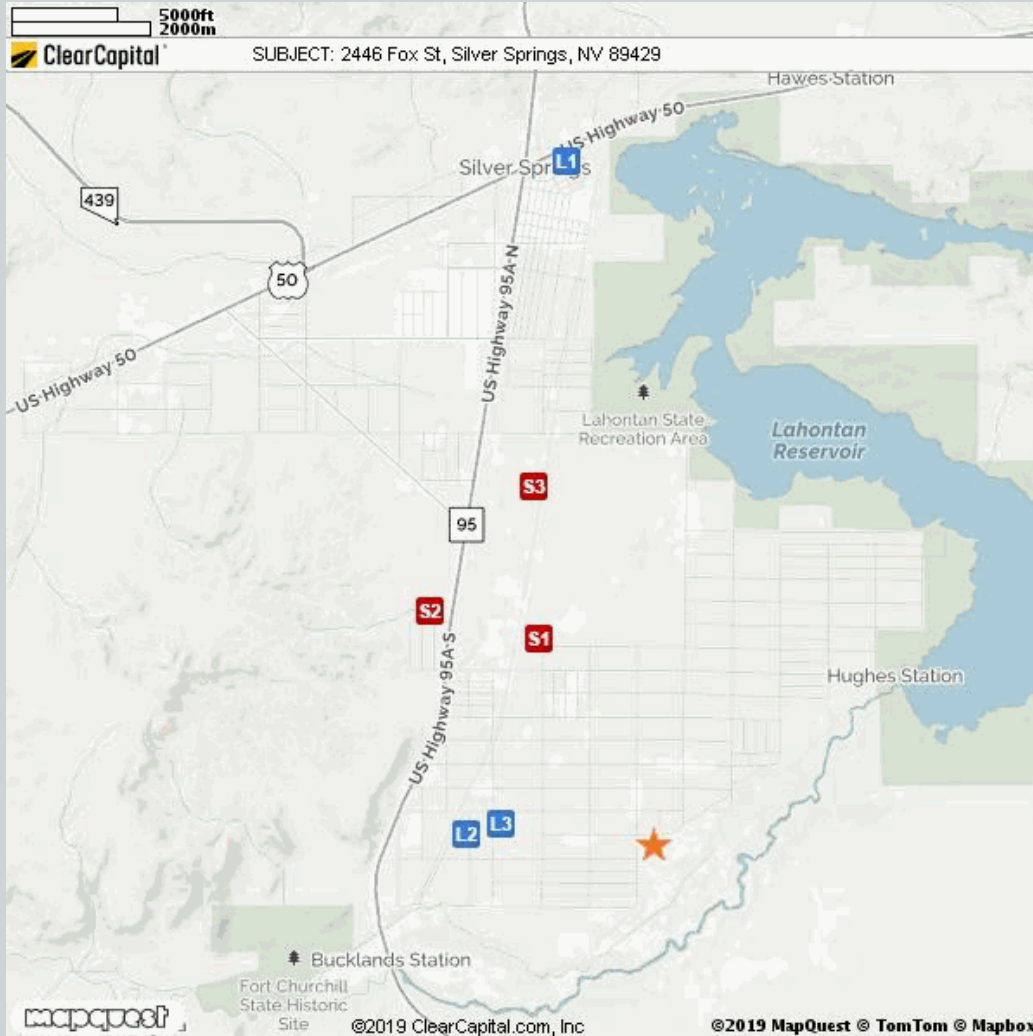 5000ft
2000m
ClearCapital
SUBJECT: 2446 Fox St, Silver Springs, NV 89429
Hawes Station
US Highway 50
Silver Springs
L1
439
50
US Highway 95A N
US Highway 50
Lahontan State
Recreation Area
Lahontan
Reservoir
S3
95
S2
S1
US Highway 95A S
Hughes Station
L2
L3
Bucklands Station
Fort Churchill
State Historic
Site
mapquest
©2019 ClearCapital.com, Inc
©2019 MapQuest © TomTom © Mapbox